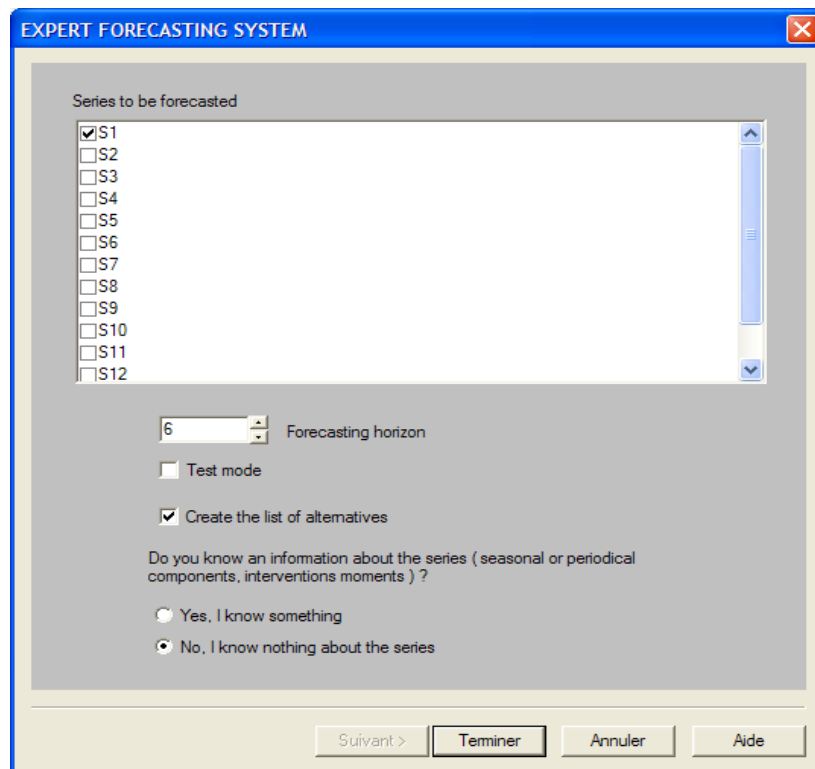 EXPERT FORECASTING SYSTEM
Series to be forecasted
S1
S2
S3
S4
S5
S6
S7
S8
S9
S10
S11
S12
6 Forecasting horizon
Test mode
Create the list of alternatives
Do you know an information about the series ( seasonal or periodical
components, interventions moments ) ?
Yes, I know something
No, I know nothing about the series
Suivant > Terminer Annuler Aide